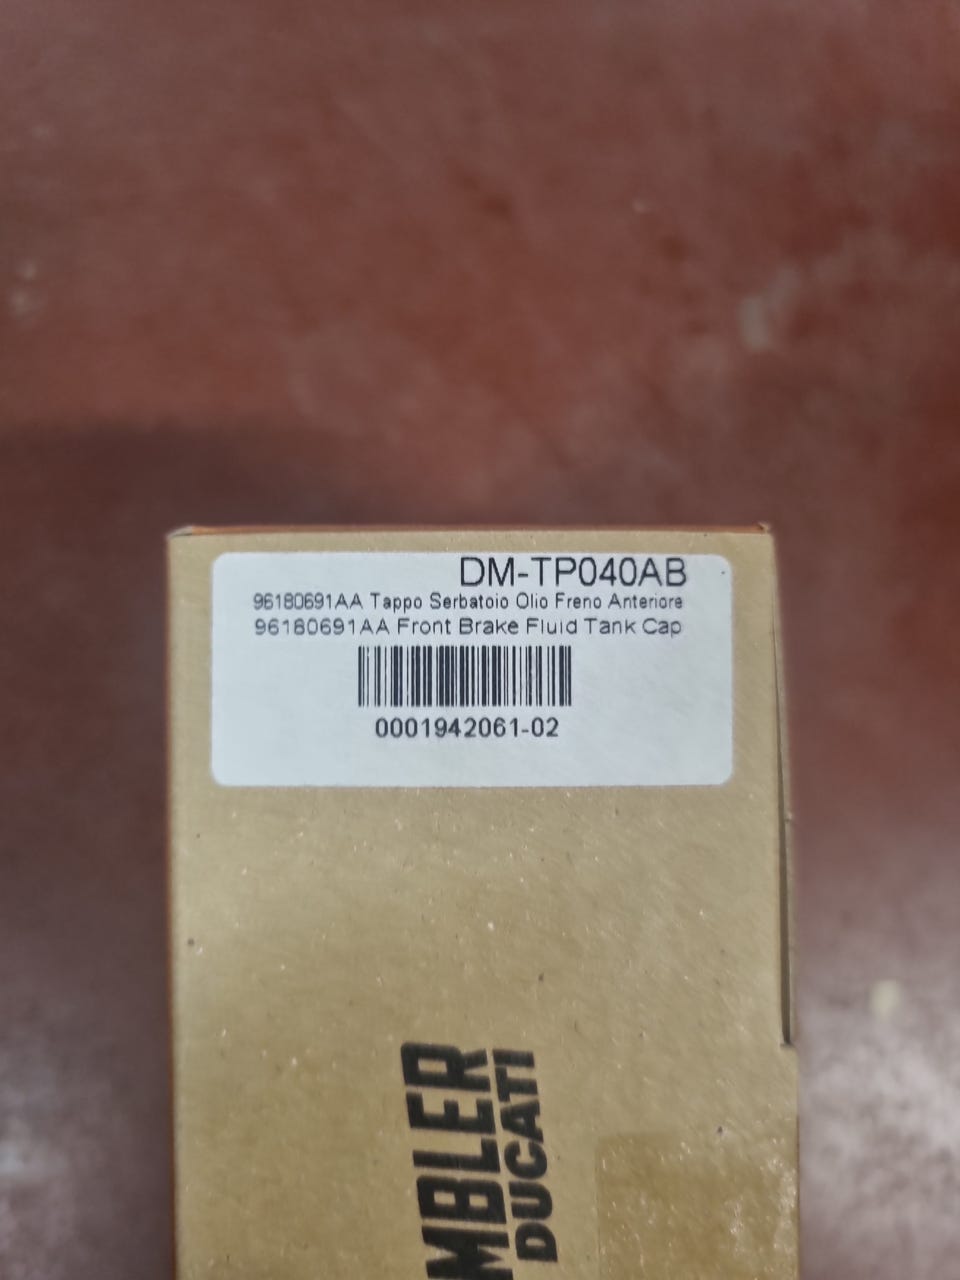 DM-TP040AB
96180691AA Tappo Serbatoio Olio Freno Anteriore
96180691AA Front Brake Fluid Tank Cap
0001942061-02
MBLER
DUCATI